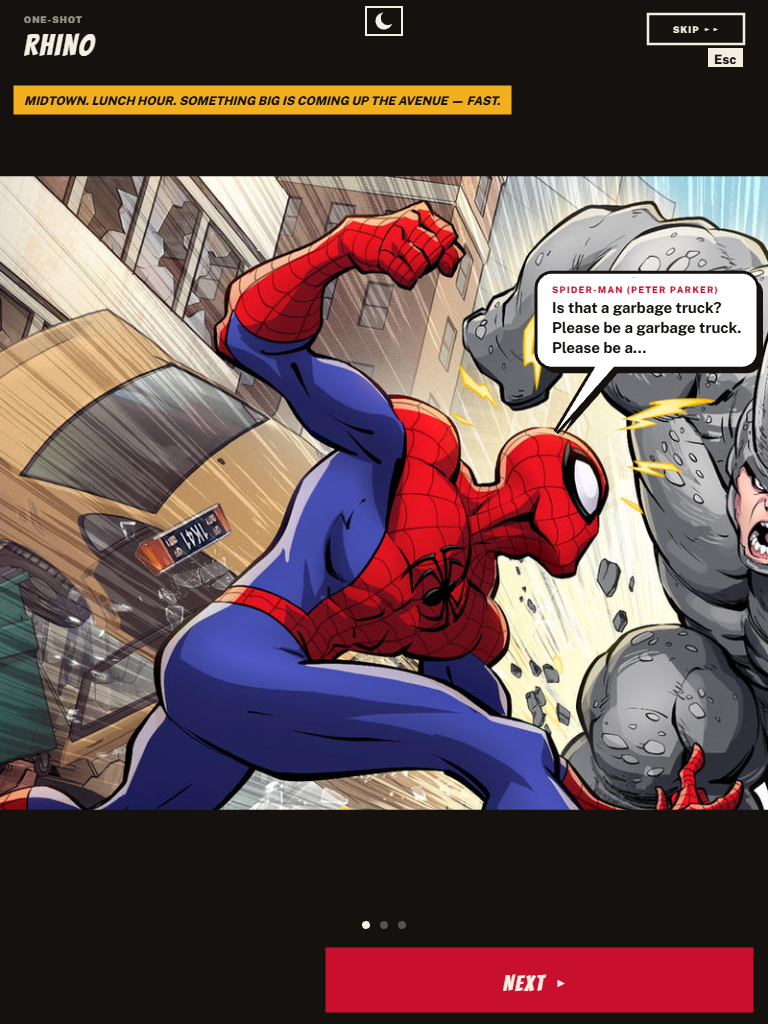 ONE-SHOT
RHINO
SKIP ▸▸
Esc
MIDTOWN. LUNCH HOUR. SOMETHING BIG IS COMING UP THE AVENUE — FAST.
SPIDER-MAN (PETER PARKER)
Is that a garbage truck?
Please be a garbage truck.
Please be a...
1K41
NEXT ▸